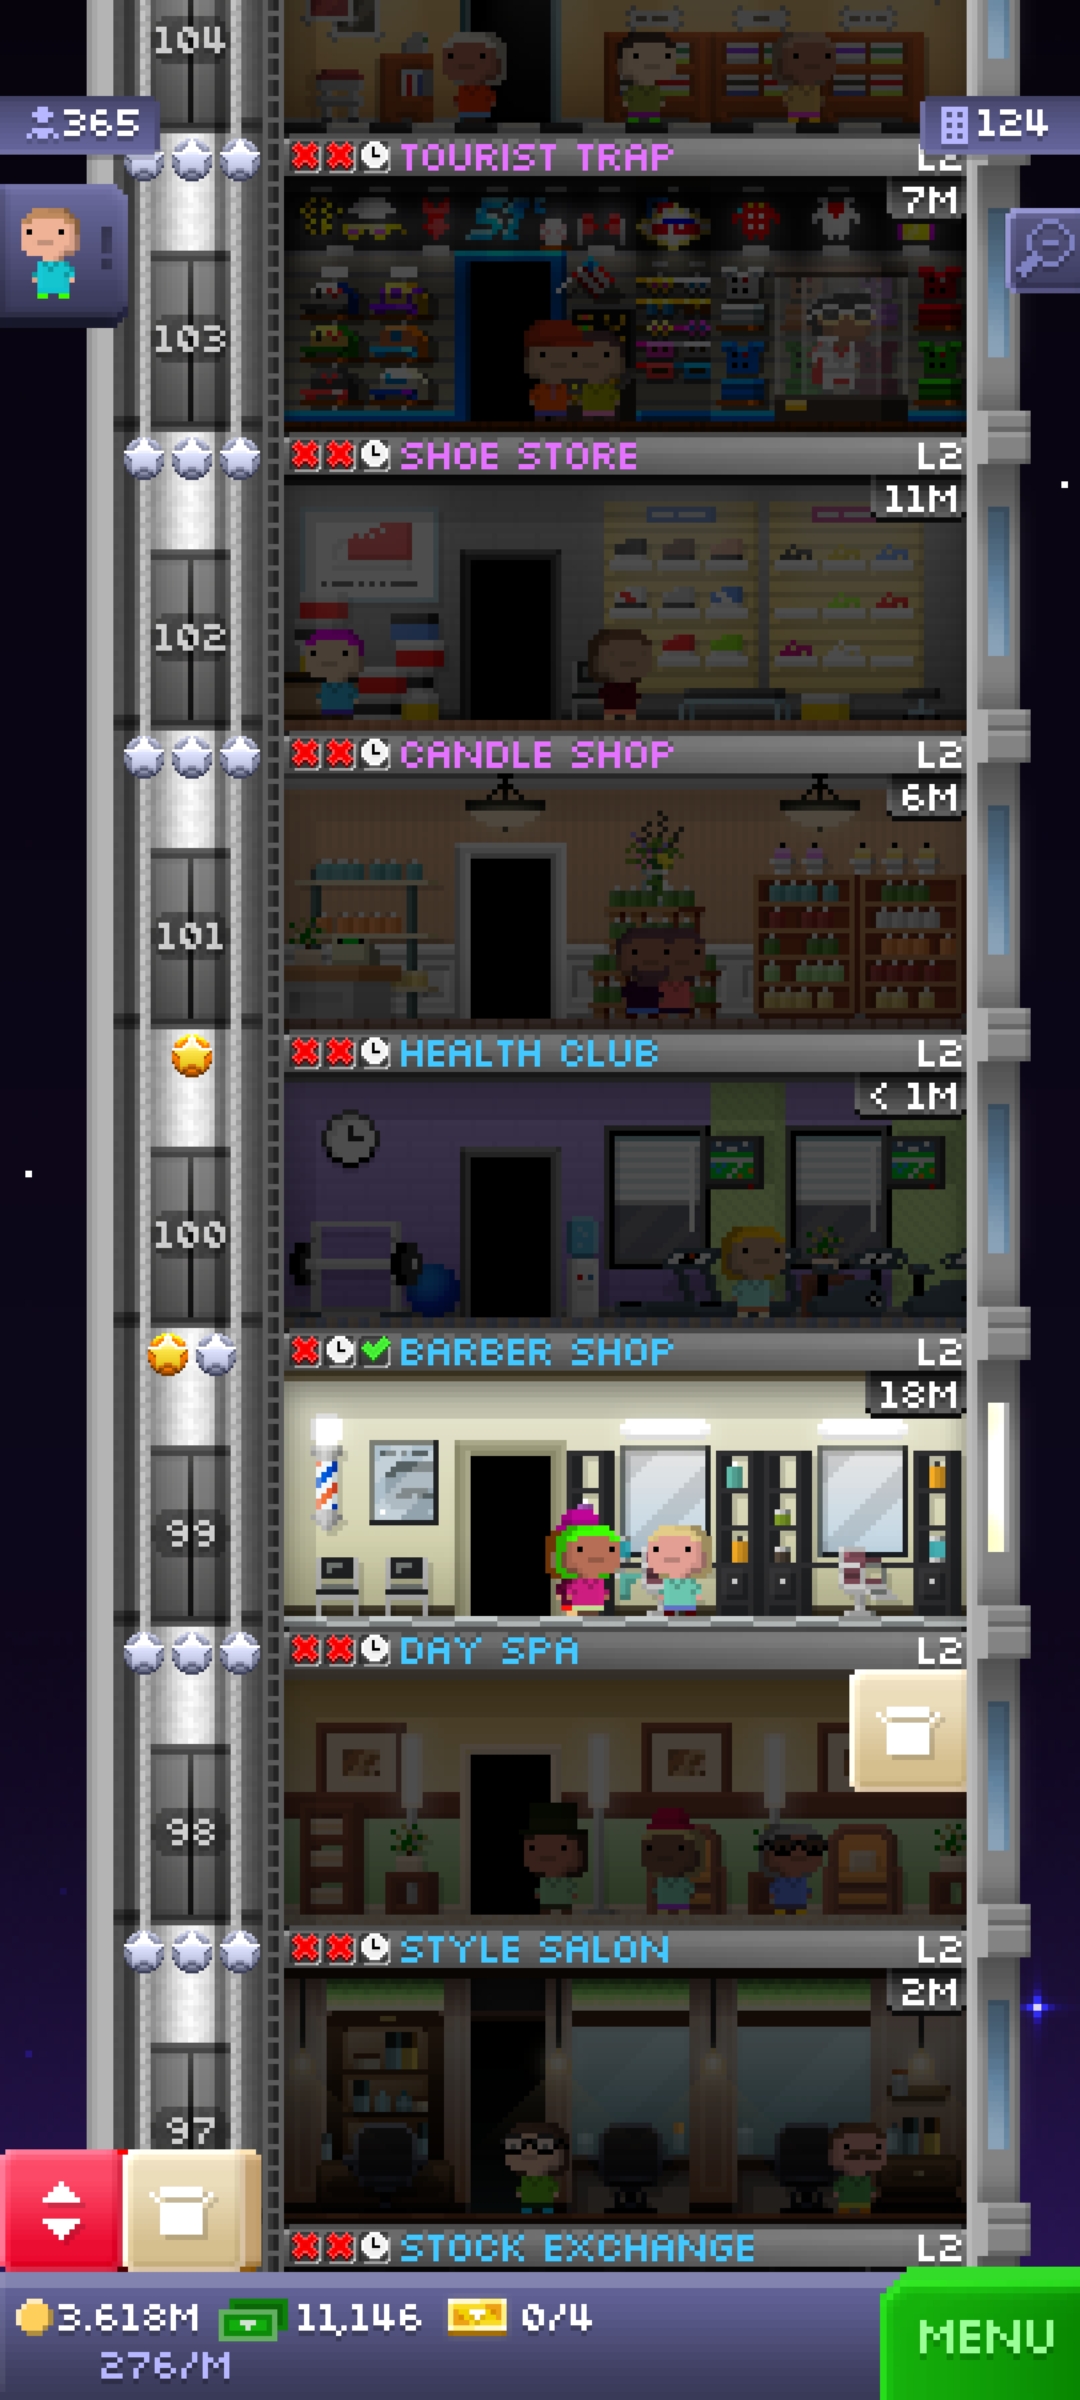 104
365
124
TOURIST TRAP L2
7M
103
SHOE STORE L2
11M
102
CANDLE SHOP L2
6M
101
HEALTH CLUB L2
< 1M
100
BARBER SHOP L2
18M
99
DAY SPA L2
98
STYLE SALON L2
2M
97
STOCK EXCHANGE L2
3.618M 11,146 0/4
276/M
MENU